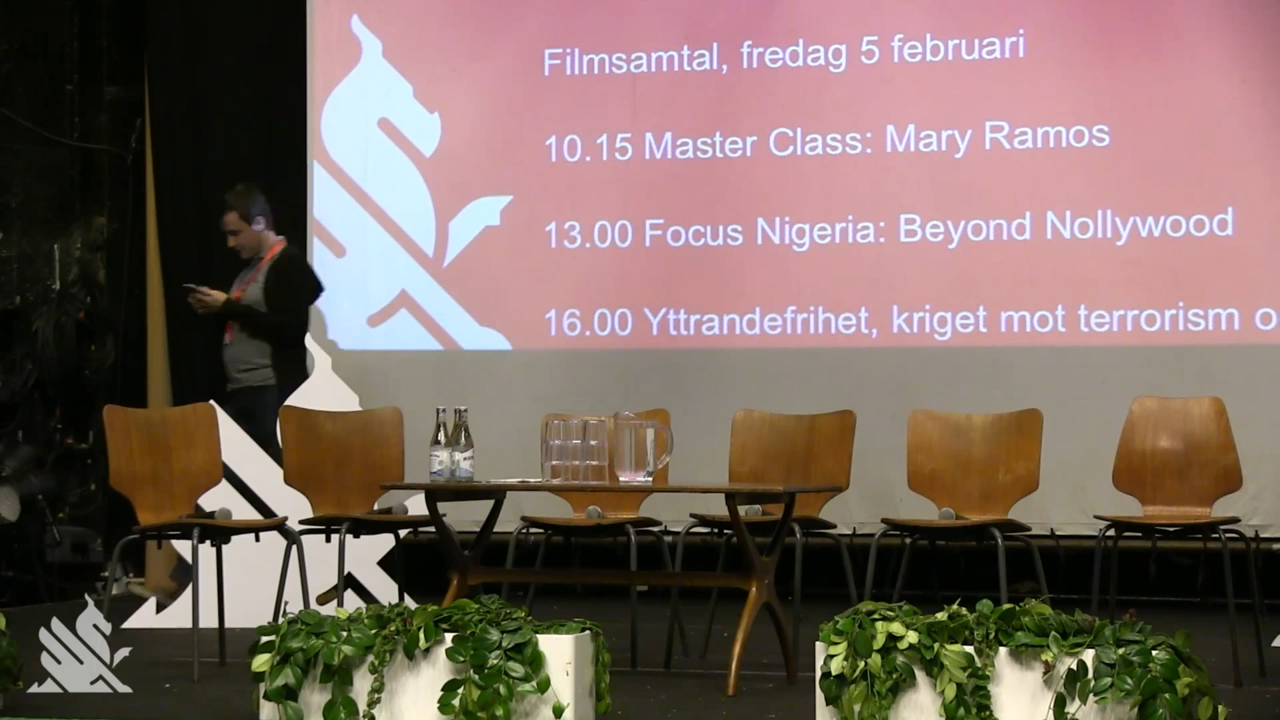 Filmsamtal, fredag 5 februari
10.15 Master Class: Mary Ramos
13.00 Focus Nigeria: Beyond Nollywood
16.00 Yttrandefrihet, kriget mot terrorism o